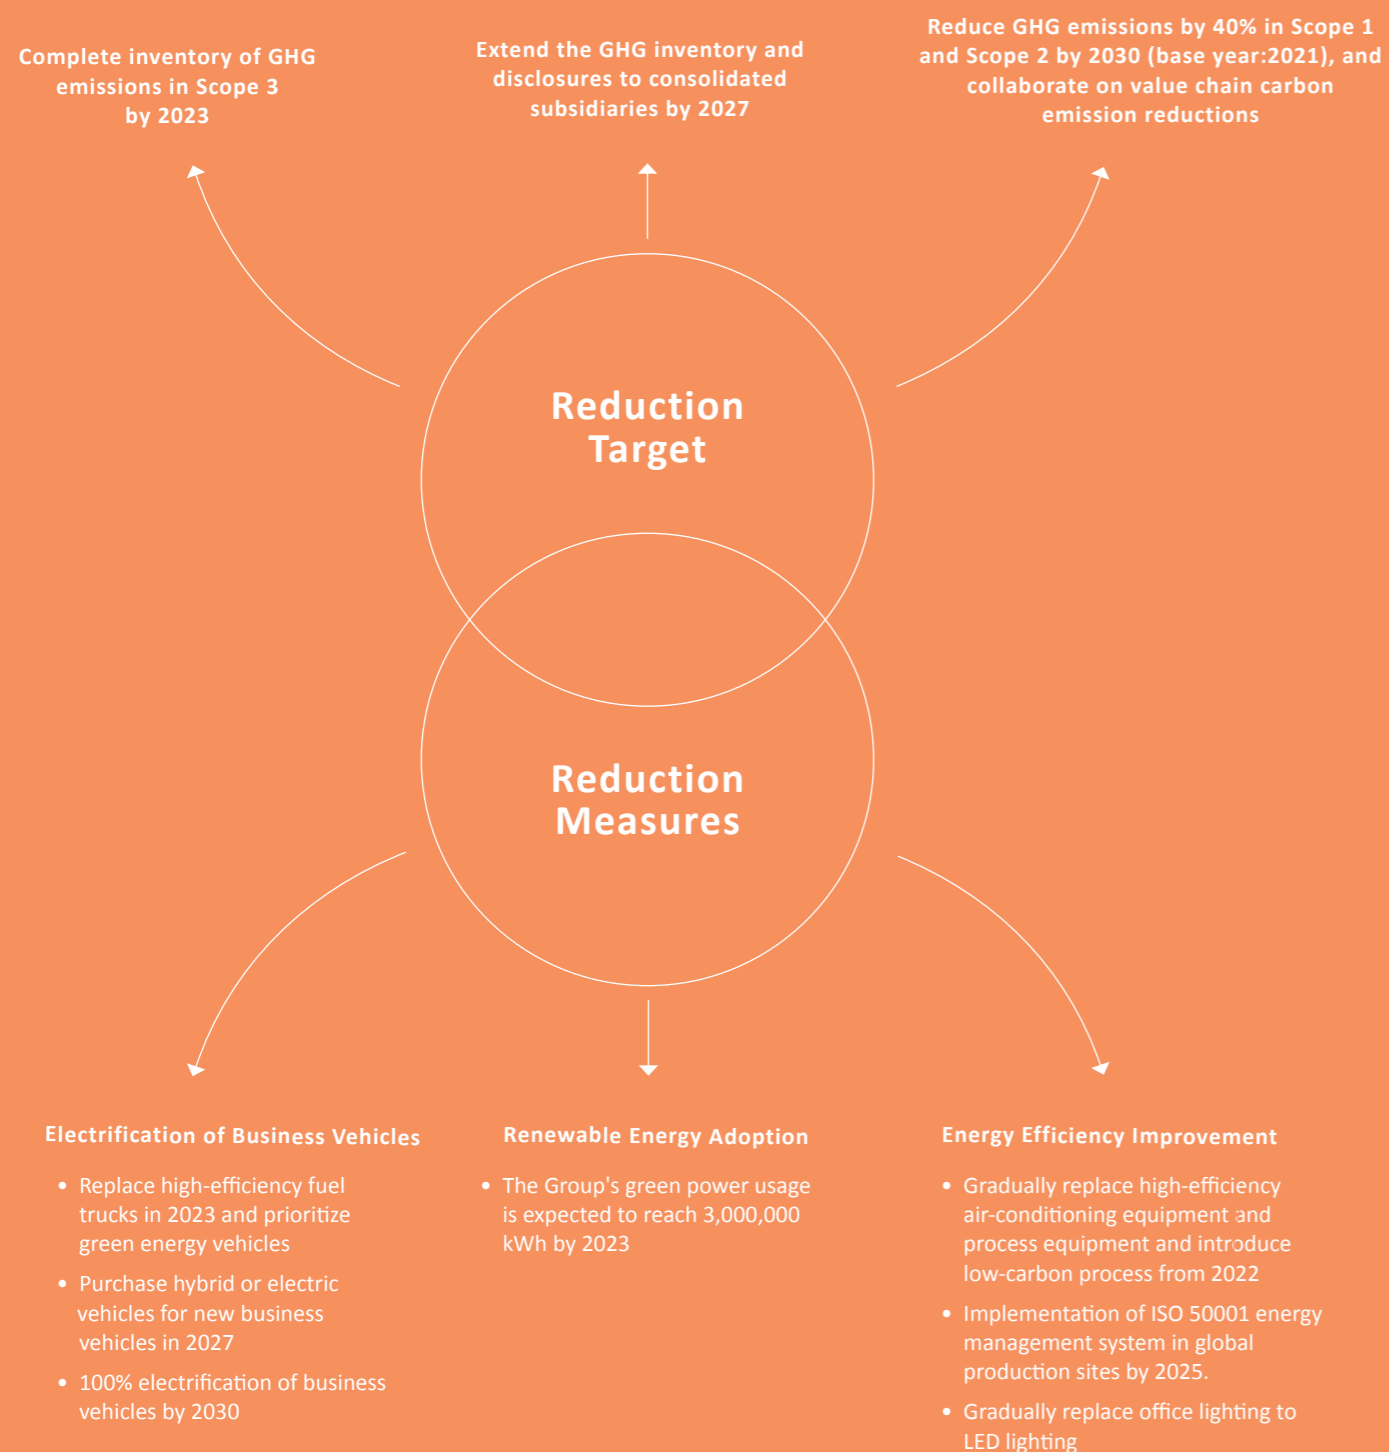 Complete inventory of GHG
emissions in Scope 3
by 2023
Extend the GHG inventory and
disclosures to consolidated
subsidiaries by 2027
Reduce GHG emissions by 40% in Scope 1
and Scope 2 by 2030 (base year:2021), and
collaborate on value chain carbon
emission reductions
Reduction
Target
Reduction
Measures
Electrification of Business Vehicles
• Replace high-efficiency fuel
trucks in 2023 and prioritize
green energy vehicles
• Purchase hybrid or electric
vehicles for new business
vehicles in 2027
• 100% electrification of business
vehicles by 2030
Renewable Energy Adoption
• The Group's green power usage
is expected to reach 3,000,000
kWh by 2023
Energy Efficiency Improvement
• Gradually replace high-efficiency
air-conditioning equipment and
process equipment and introduce
low-carbon process from 2022
• Implementation of ISO 50001 energy
management system in global
production sites by 2025.
• Gradually replace office lighting to
LED lighting